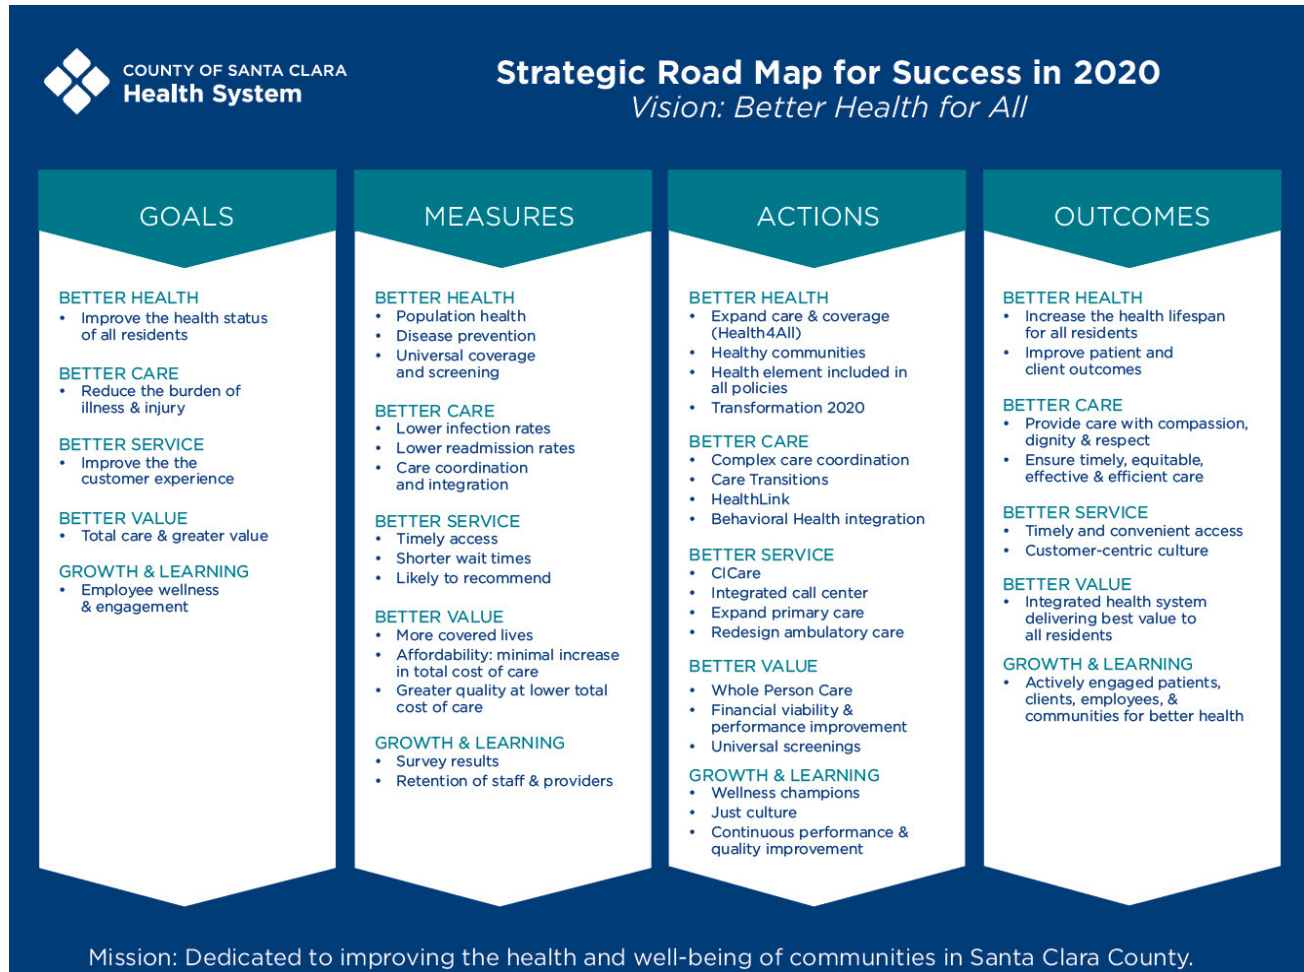 COUNTY OF SANTA CLARA
Health System
Strategic Road Map for Success in 2020
Vision: Better Health for All
GOALS
BETTER HEALTH
• Improve the health status
of all residents
BETTER CARE
• Reduce the burden of
illness & injury
BETTER SERVICE
• Improve the the
customer experience
BETTER VALUE
• Total care & greater value
GROWTH & LEARNING
• Employee wellness
& engagement
MEASURES
BETTER HEALTH
• Population health
• Disease prevention
• Universal coverage
and screening
BETTER CARE
• Lower infection rates
• Lower readmission rates
• Care coordination
and integration
BETTER SERVICE
• Timely access
• Shorter wait times
• Likely to recommend
BETTER VALUE
• More covered lives
• Affordability: minimal increase
in total cost of care
• Greater quality at lower total
cost of care
GROWTH & LEARNING
• Survey results
• Retention of staff & providers
ACTIONS
BETTER HEALTH
• Expand care & coverage
(Health4All)
• Healthy communities
• Health element included in
all policies
• Transformation 2020
BETTER CARE
• Complex care coordination
• Care Transitions
• HealthLink
• Behavioral Health integration
BETTER SERVICE
• CICare
• Integrated call center
• Expand primary care
• Redesign ambulatory care
BETTER VALUE
• Whole Person Care
• Financial viability &
performance improvement
• Universal screenings
GROWTH & LEARNING
• Wellness champions
• Just culture
• Continuous performance &
quality improvement
OUTCOMES
BETTER HEALTH
• Increase the health lifespan
for all residents
• Improve patient and
client outcomes
BETTER CARE
• Provide care with compassion,
dignity & respect
• Ensure timely, equitable,
effective & efficient care
BETTER SERVICE
• Timely and convenient access
• Customer-centric culture
BETTER VALUE
• Integrated health system
delivering best value to
all residents
GROWTH & LEARNING
• Actively engaged patients,
clients, employees, &
communities for better health
Mission: Dedicated to improving the health and well-being of communities in Santa Clara County.